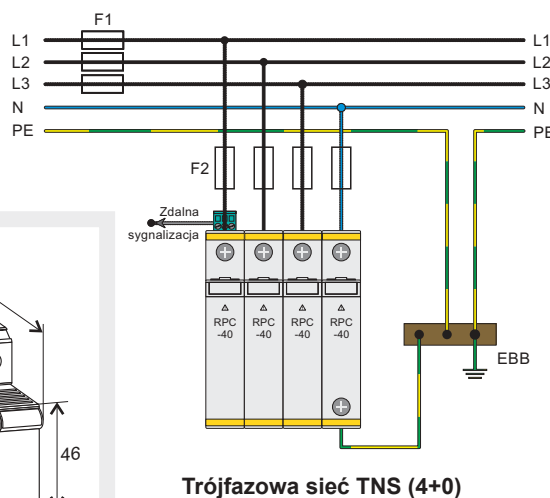 F1
L1 L1
L2 L2
L3 L3
N N
PE PE
F2
Zdalna
sygnalizacja
RPC RPC RPC RPC
-40 -40 -40 -40
EBB
46
Trójfazowa sieć TNS (4+0)